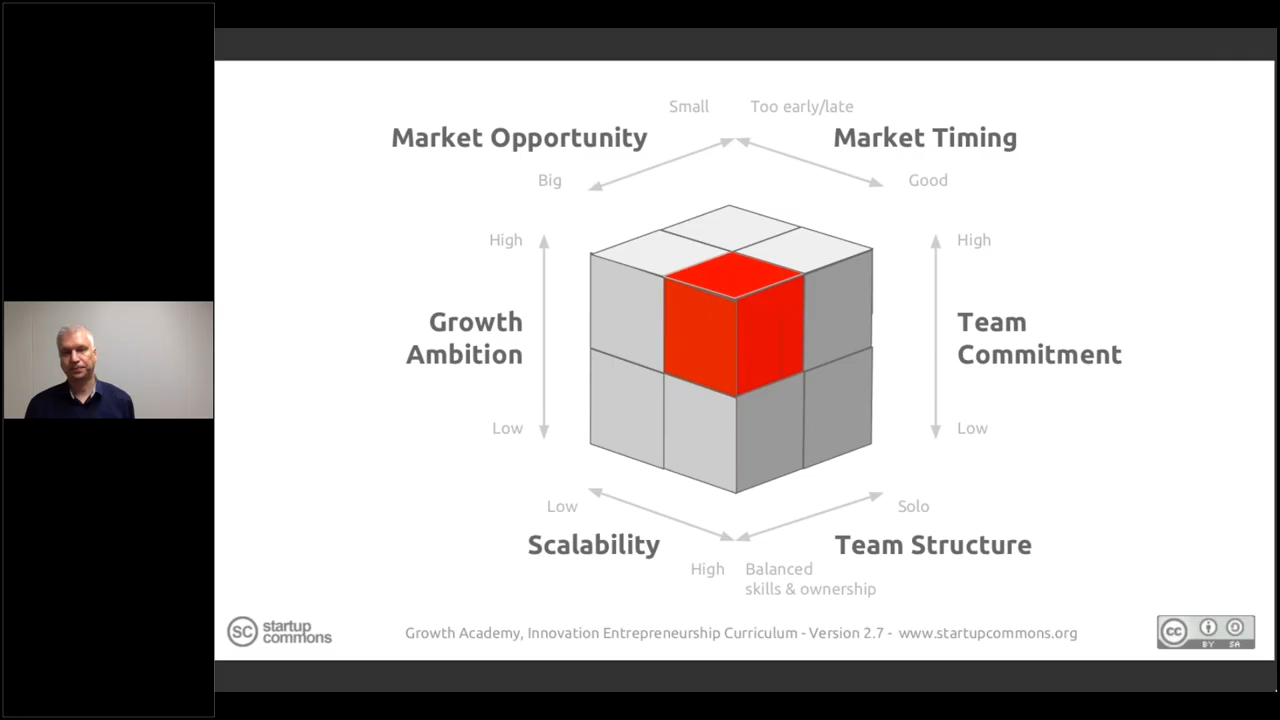 Small Too early/late
Market Opportunity Market Timing
Big Good
High High
Growth
Ambition
Team
Commitment
Low Low
Low Solo
Scalability Team Structure
High Balanced
skills & ownership
SC startup
commons
Growth Academy, Innovation Entrepreneurship Curriculum - Version 2.7 - www.startupcommons.org
cc BY SA